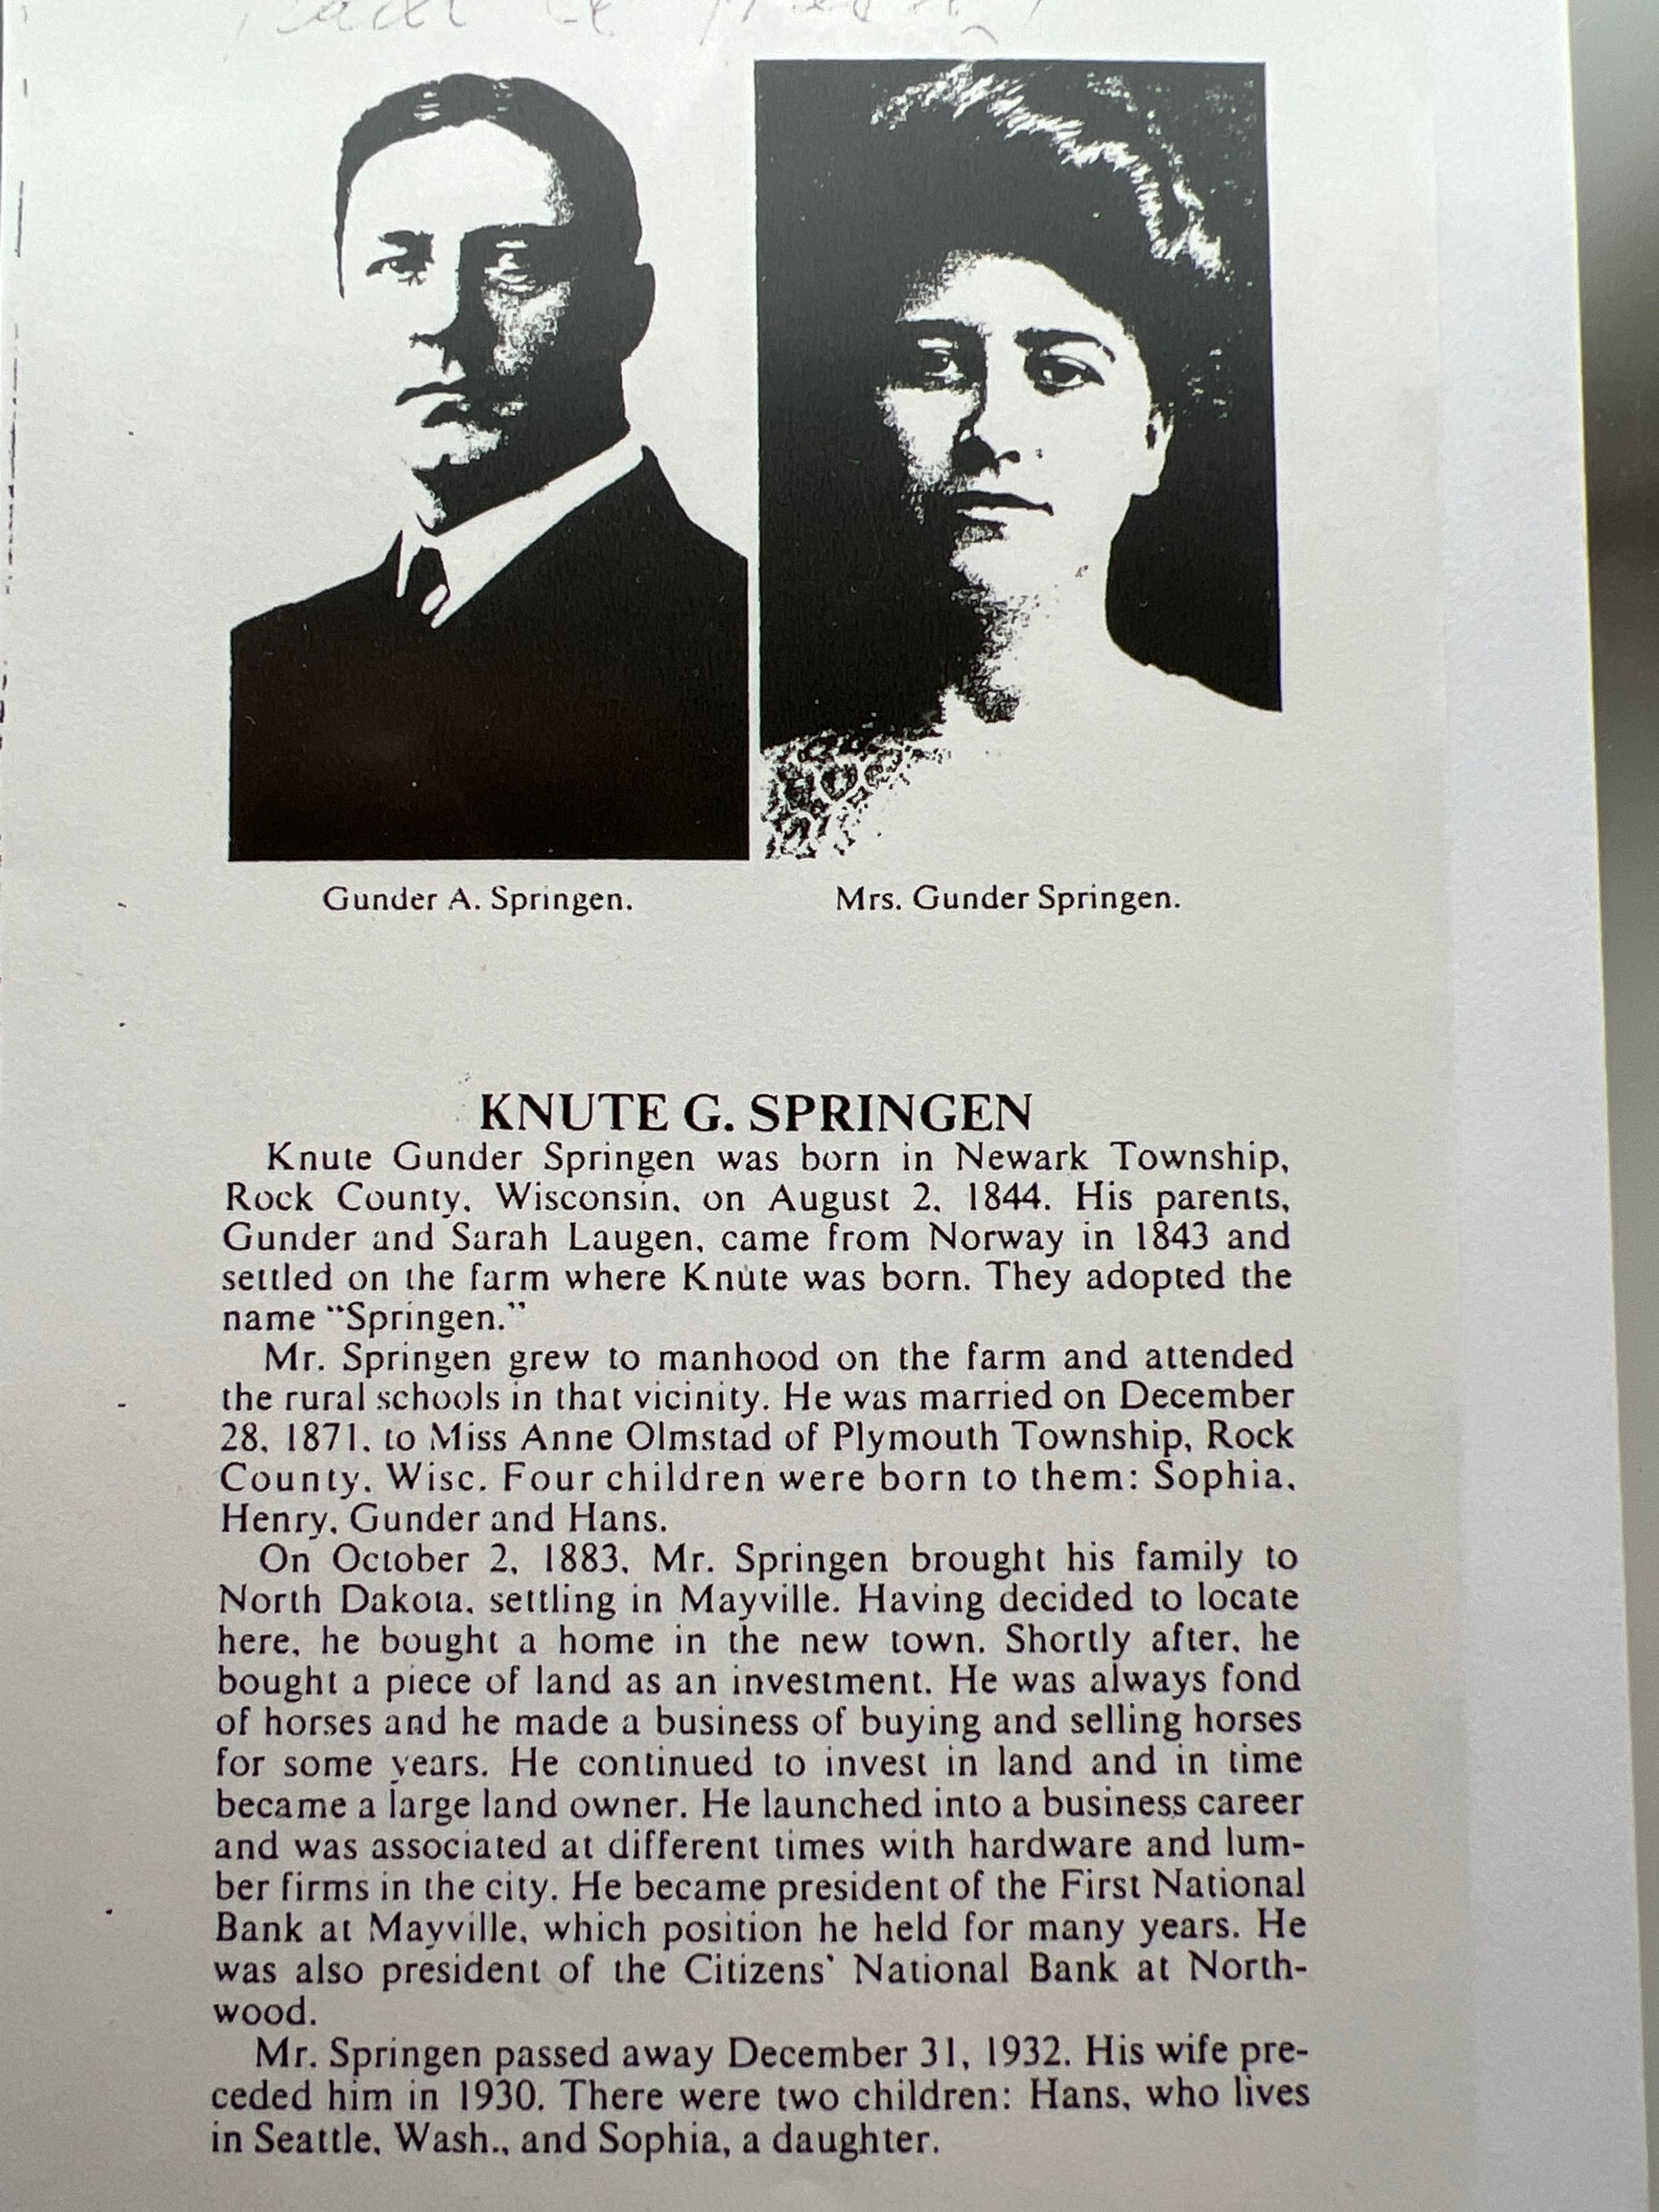 Gunder A. Springen.
Mrs. Gunder Springen.
KNUTE G. SPRINGEN
Knute Gunder Springen was born in Newark Township,
Rock County, Wisconsin, on August 2, 1844. His parents,
Gunder and Sarah Laugen, came from Norway in 1843 and
settled on the farm where Knute was born. They adopted the
name “Springen.”
Mr. Springen grew to manhood on the farm and attended
the rural schools in that vicinity. He was married on December
28, 1871, to Miss Anne Olmstad of Plymouth Township, Rock
County, Wisc. Four children were born to them: Sophia,
Henry, Gunder and Hans.
On October 2, 1883, Mr. Springen brought his family to
North Dakota, settling in Mayville. Having decided to locate
here, he bought a home in the new town. Shortly after, he
bought a piece of land as an investment. He was always fond
of horses and he made a business of buying and selling horses
for some years. He continued to invest in land and in time
became a large land owner. He launched into a business career
and was associated at different times with hardware and lum-
ber firms in the city. He became president of the First National
Bank at Mayville, which position he held for many years. He
was also president of the Citizens’ National Bank at North-
wood.
Mr. Springen passed away December 31, 1932. His wife pre-
ceded him in 1930. There were two children: Hans, who lives
in Seattle, Wash., and Sophia, a daughter.